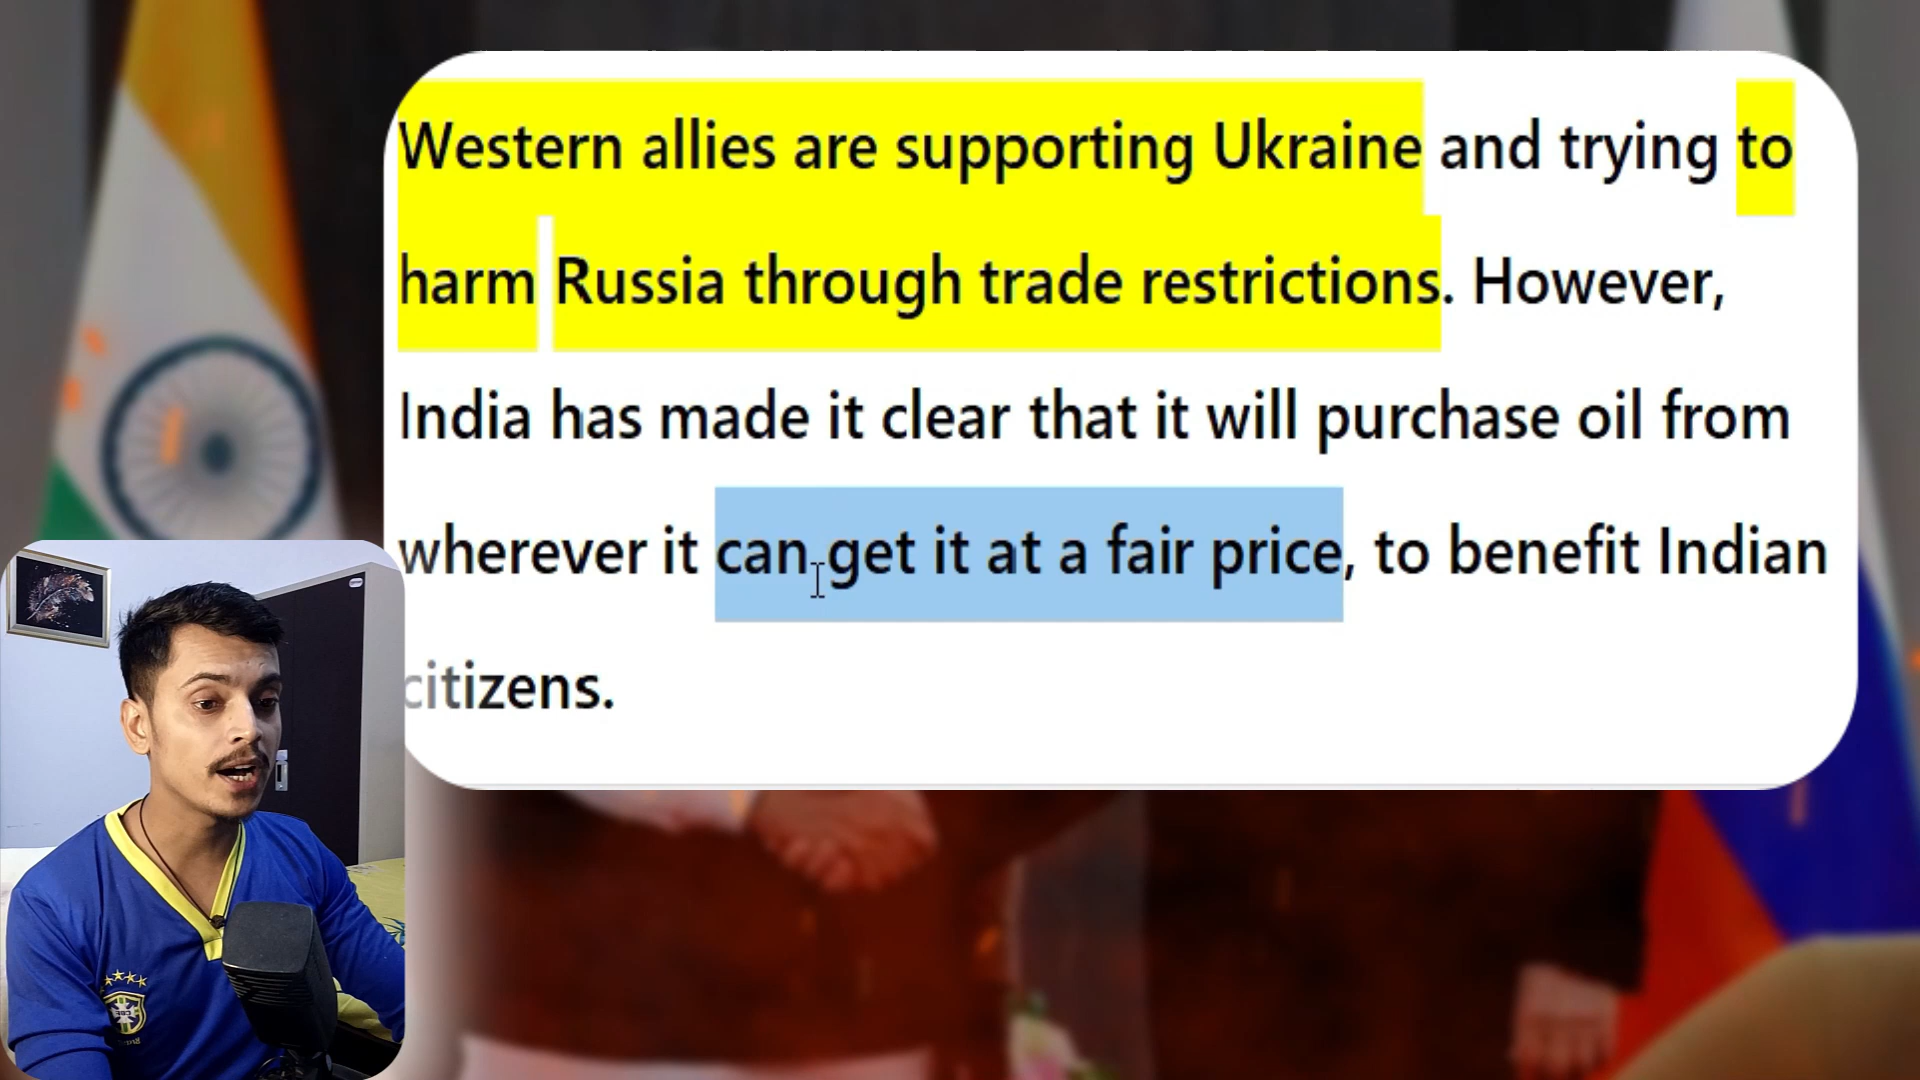 Western allies are supporting Ukraine and trying to
harm Russia through trade restrictions. However,
India has made it clear that it will purchase oil from
wherever it can get it at a fair price, to benefit Indian
citizens.